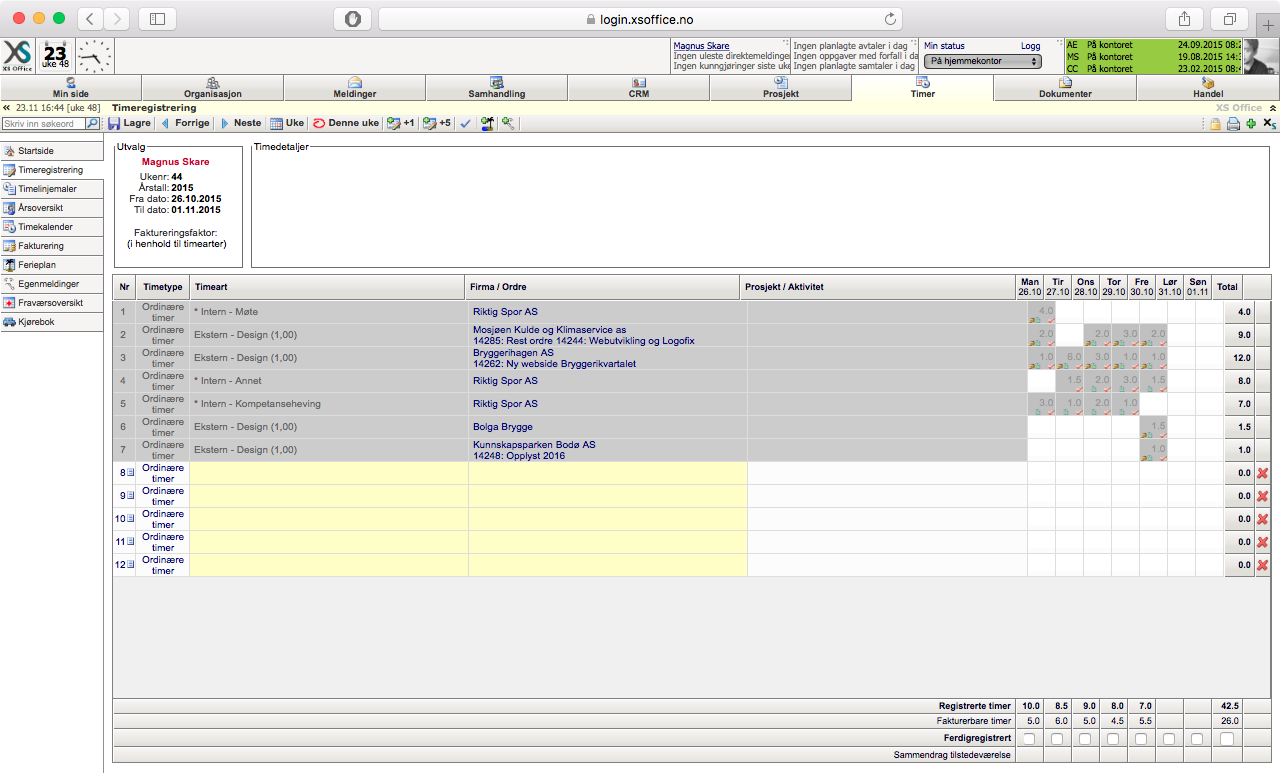 login.xsoffice.no
XS Office
23
uke 48
Magnus Skare
Ingen uleste direktemeldinge
Ingen kunngjøringer siste uk
Ingen planlagte avtaler i dag
Ingen oppgaver med forfall i da
Ingen planlagte samtaler i dag
Min status Logg
På hjemmekontor
AE På kontoret 24.09.2015 08:2
MS På kontoret 19.08.2015 14:3
CC På kontoret 23.02.2015 08:4
Min side Organisasjon Meldinger Samhandling CRM Prosjekt Timer Dokumenter Handel
« 23.11 16:44 [uke 48] Timeregistrering XS Office
Skriv inn søkeord Lagre Forrige Neste Uke Denne uke +1 +5
Startside
Timeregistrering
Timelinjemaler
Årsoversikt
Timekalender
Fakturering
Ferieplan
Egenmeldinger
Fraværsoversikt
Kjørebok
Utvalg
Magnus Skare
Ukenr: 44
Årstall: 2015
Fra dato: 26.10.2015
Til dato: 01.11.2015
Faktureringsfaktor:
(i henhold til timearter)
Timedetaljer
Nr Timetype Timeart Firma / Ordre Prosjekt / Aktivitet Man 26.10 Tir 27.10 Ons 28.10 Tor 29.10 Fre 30.10 Lør 31.10 Søn 01.11 Total
1 Ordinære timer * Intern - Møte Riktig Spor AS 4.0 4.0
2 Ordinære timer Ekstern - Design (1,00) Mosjøen Kulde og Klimaservice as 14285: Rest ordre 14244: Webutvikling og Logofix 2.0 2.0 3.0 2.0 9.0
3 Ordinære timer Ekstern - Design (1,00) Bryggerihagen AS 14262: Ny webside Bryggerikvartalet 1.0 6.0 3.0 1.0 1.0 12.0
4 Ordinære timer * Intern - Annet Riktig Spor AS 1.5 2.0 3.0 1.5 8.0
5 Ordinære timer * Intern - Kompetanseheving Riktig Spor AS 3.0 1.0 2.0 1.0 7.0
6 Ordinære timer Ekstern - Design (1,00) Bolga Brygge 1.5 1.5
7 Ordinære timer Ekstern - Design (1,00) Kunnskapsparken Bodø AS 14248: Opplyst 2016 1.0 1.0
8 Ordinære timer 0.0
9 Ordinære timer 0.0
10 Ordinære timer 0.0
11 Ordinære timer 0.0
12 Ordinære timer 0.0
Registrerte timer 10.0 8.5 9.0 8.0 7.0 42.5
Fakturerbare timer 5.0 6.0 5.0 4.5 5.5 26.0
Ferdigregistrert
Sammendrag tilstedeværelse